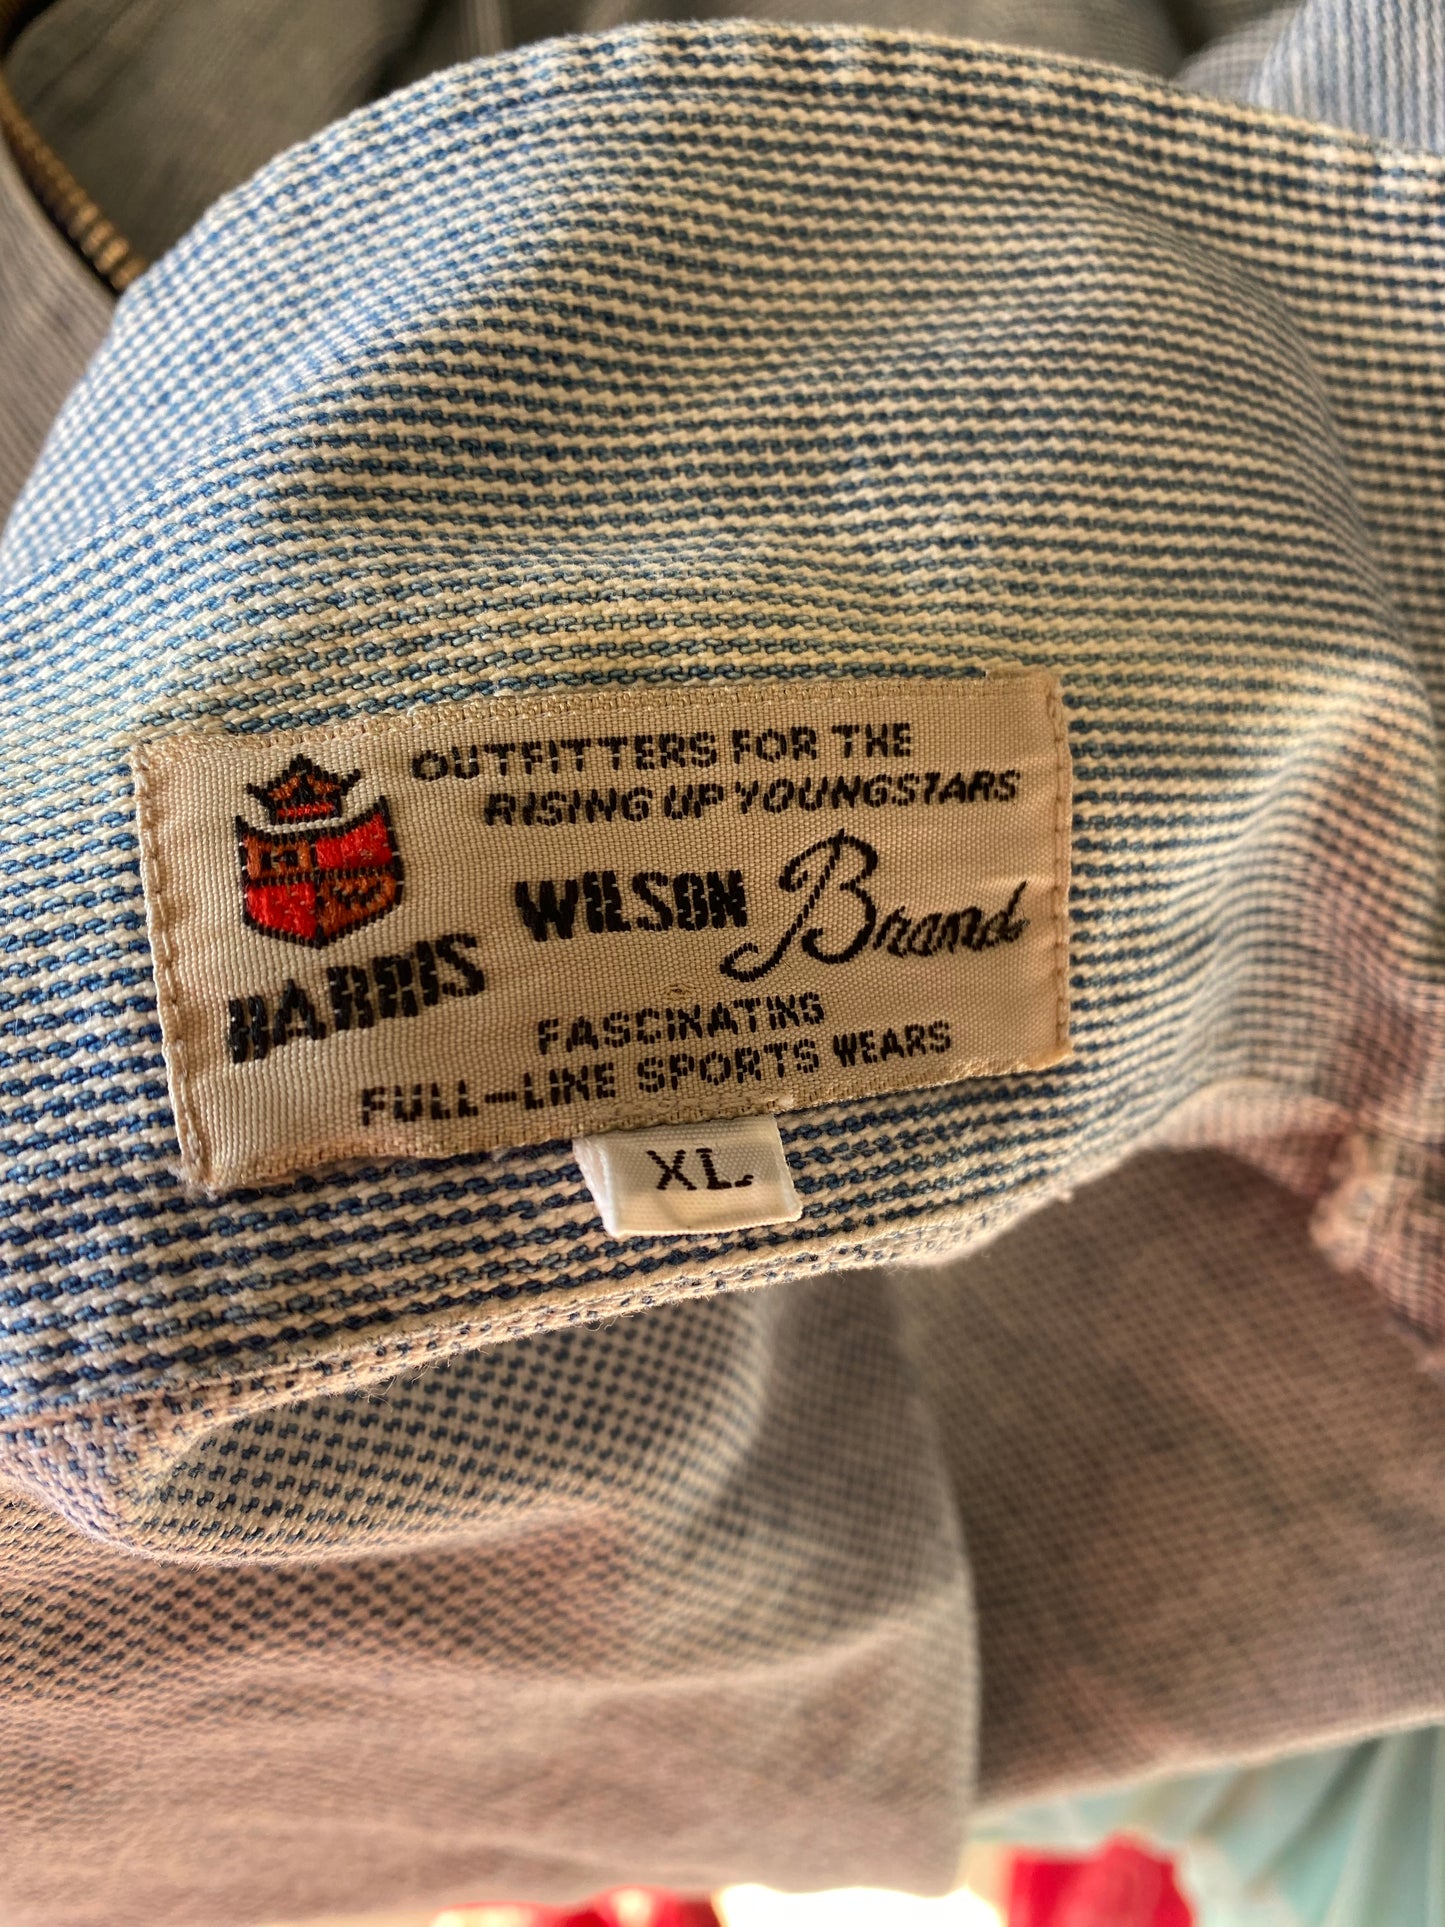 OUTFITTERS FOR THE
RISING UP YOUNGSTARS
HARRIS WILSON Brand
FASCINATING
FULL-LINE SPORTS WEARS
XL